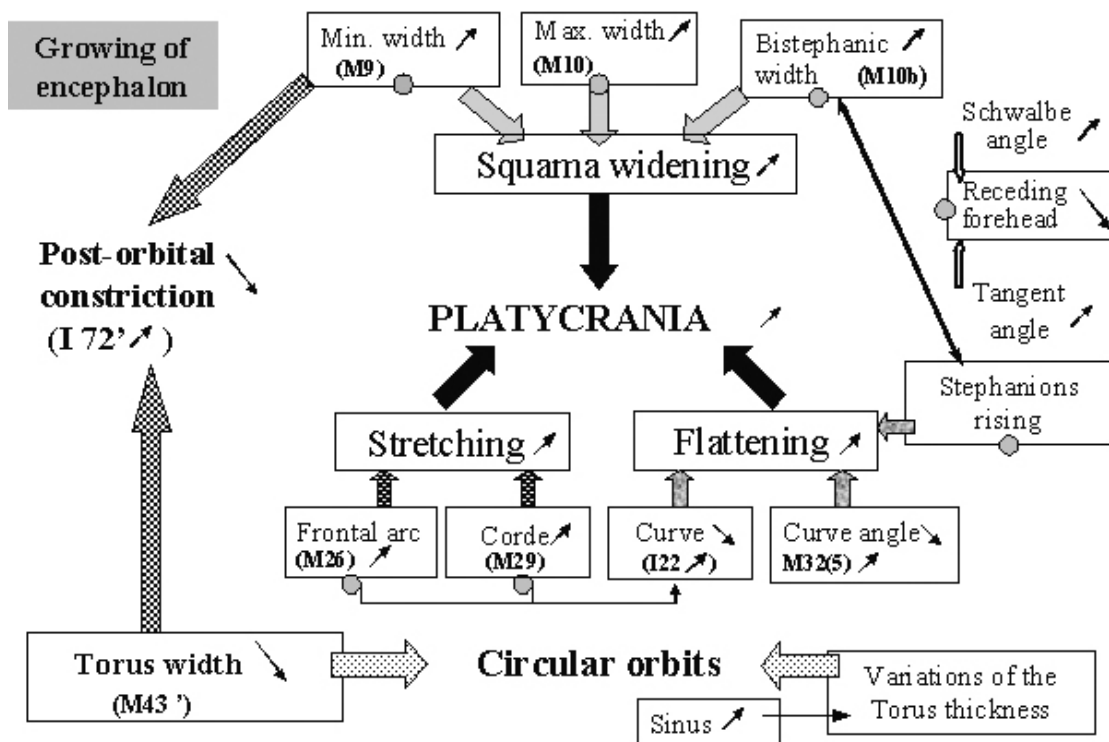 Growing of
encephalon
Min. width
(M9)
Max. width
(M10)
Bistephanic
width (M10b)
Schwalbe
angle
Receding
forehead
Tangent
angle
Squama widening
Post-orbital
constriction
(I 72’ )
PLATYCRANIA
Stephanions
rising
Stretching
Flattening
Frontal arc
(M26)
Corde
(M29)
Curve
(I22 )
Curve angle
M32(5)
Torus width
(M43 ’)
Circular orbits
Variations of the
Torus thickness
Sinus